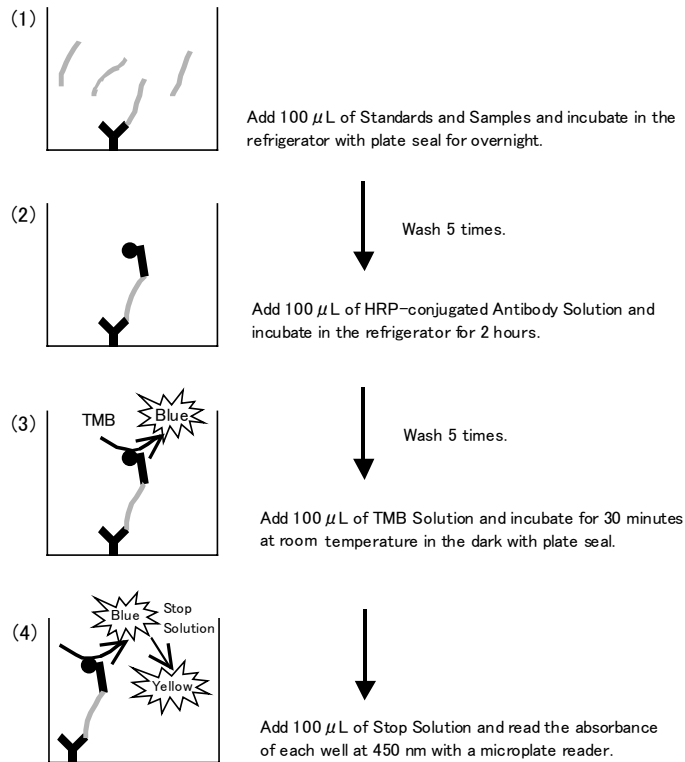 (1)
Add 100 μL of Standards and Samples and incubate in the
refrigerator with plate seal for overnight.
Wash 5 times.
(2)
Add 100 μL of HRP-conjugated Antibody Solution and
incubate in the refrigerator for 2 hours.
Wash 5 times.
(3)
TMB
Blue
Add 100 μL of TMB Solution and incubate for 30 minutes
at room temperature in the dark with plate seal.
(4)
Blue
Stop
Solution
Yellow
Add 100 μL of Stop Solution and read the absorbance
of each well at 450 nm with a microplate reader.